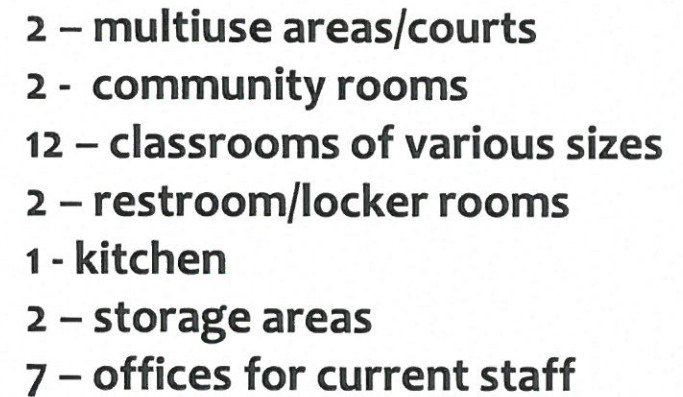 2 – multiuse areas/courts
2 -  community rooms
12 – classrooms of various sizes
2 – restroom/locker rooms
1 - kitchen
2 – storage areas
7 – offices for current staff